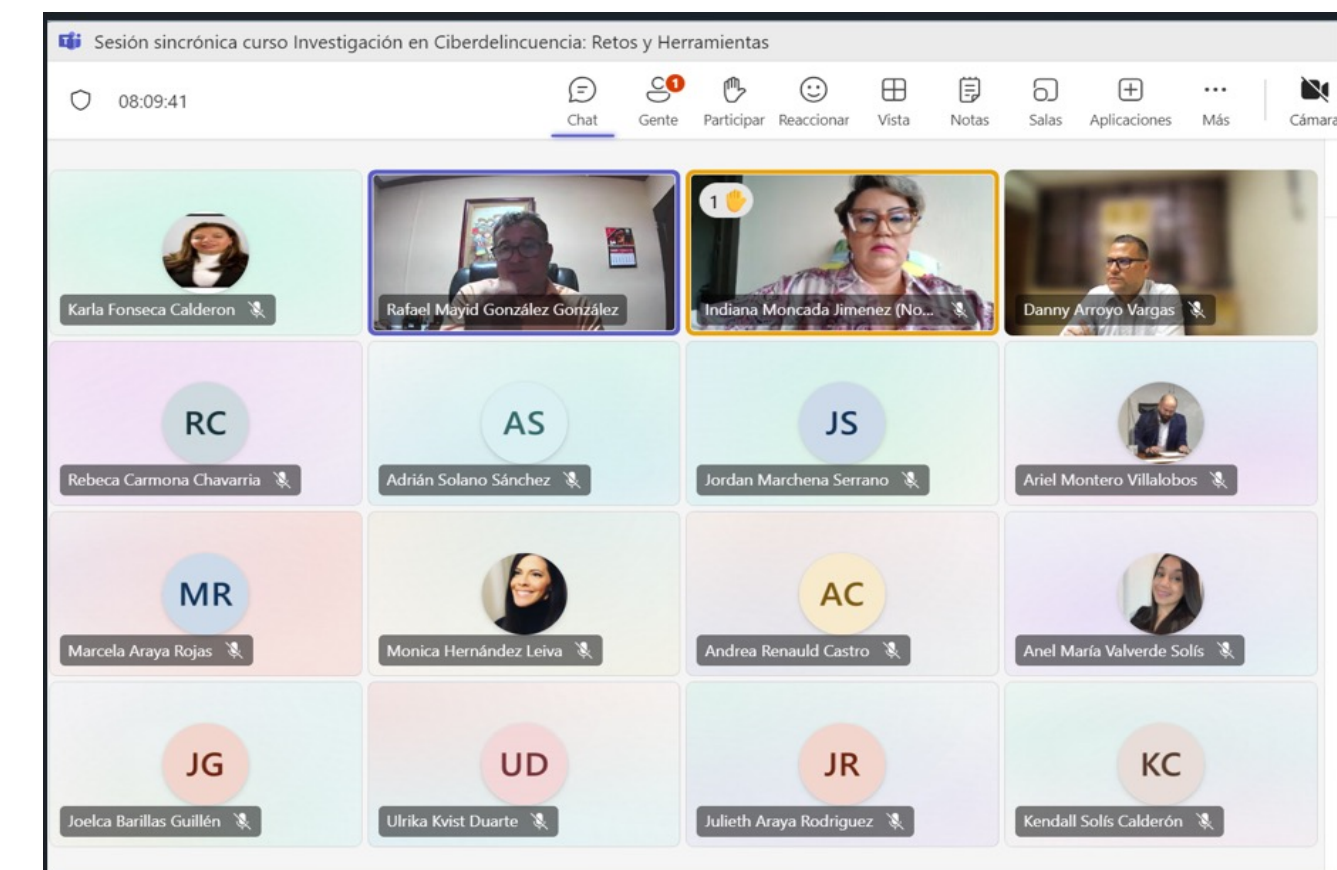 Sesión sincrónica curso Investigación en Ciberdelincuencia: Retos y Herramientas
08:09:41
Chat
Gente
1
Participar
Reaccionar
Vista
Notas
Salas
Aplicaciones
Más
Cámara
Karla Fonseca Calderon
Rafael Mayid González González
1
Indiana Moncada Jimenez (No...
Danny Arroyo Vargas
RC
Rebeca Carmona Chavarria
AS
Adrián Solano Sánchez
JS
Jordan Marchena Serrano
Ariel Montero Villalobos
MR
Marcela Araya Rojas
Monica Hernández Leiva
AC
Andrea Renauld Castro
Anel María Valverde Solís
JG
Joelca Barillas Guillén
UD
Ulrika Kvist Duarte
JR
Julieth Araya Rodriguez
KC
Kendall Solís Calderón